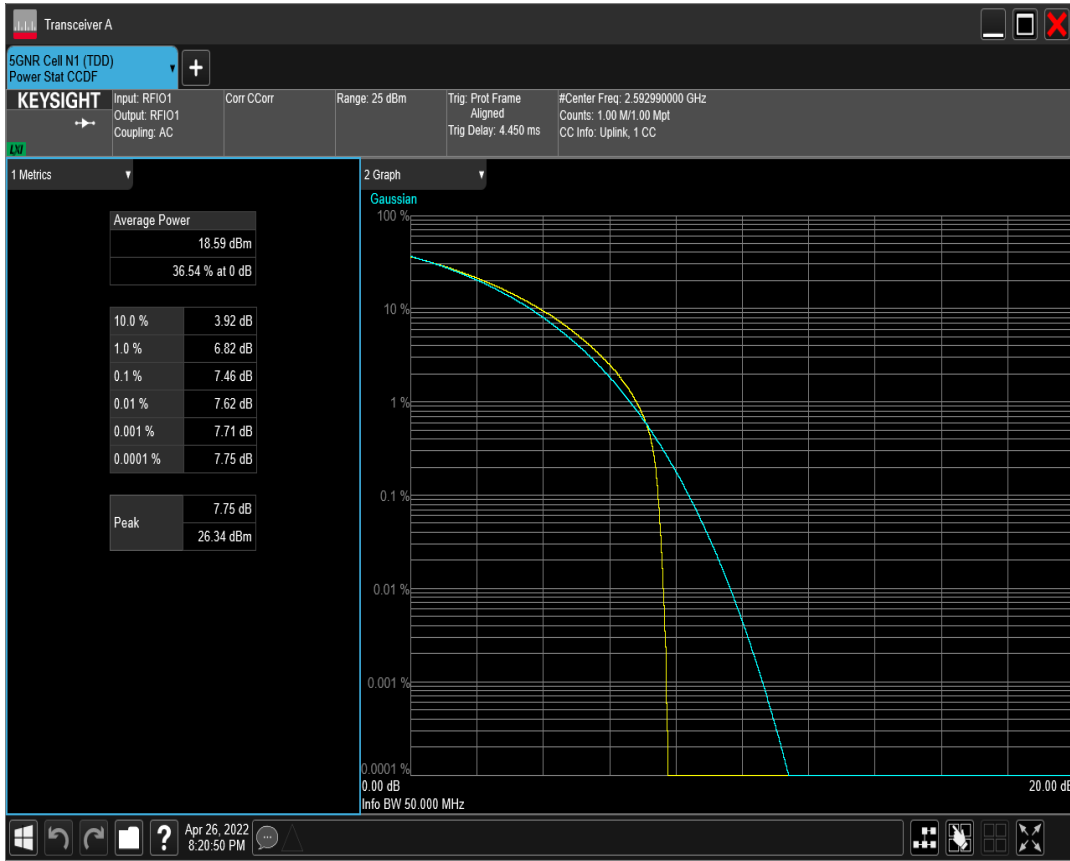 Transceiver A
5GNR Cell N1 (TDD)
Power Stat CCDF
+
KEYSIGHT
LXI
Input: RFIO1
Output: RFIO1
Coupling: AC
Corr CCorr
Range: 25 dBm
Trig: Prot Frame
Aligned
Trig Delay: 4.450 ms
#Center Freq: 2.592990000 GHz
Counts: 1.00 M/1.00 Mpt
CC Info: Uplink, 1 CC
1 Metrics
Average Power
18.59 dBm
36.54 % at 0 dB
10.0 % 3.92 dB
1.0 % 6.82 dB
0.1 % 7.46 dB
0.01 % 7.62 dB
0.001 % 7.71 dB
0.0001 % 7.75 dB
Peak 7.75 dB
26.34 dBm
2 Graph
Gaussian
100 %
10 %
1 %
0.1 %
0.01 %
0.001 %
0.0001 %
0.00 dB 20.00 dB
Info BW 50.000 MHz
?
Apr 26, 2022
8:20:50 PM